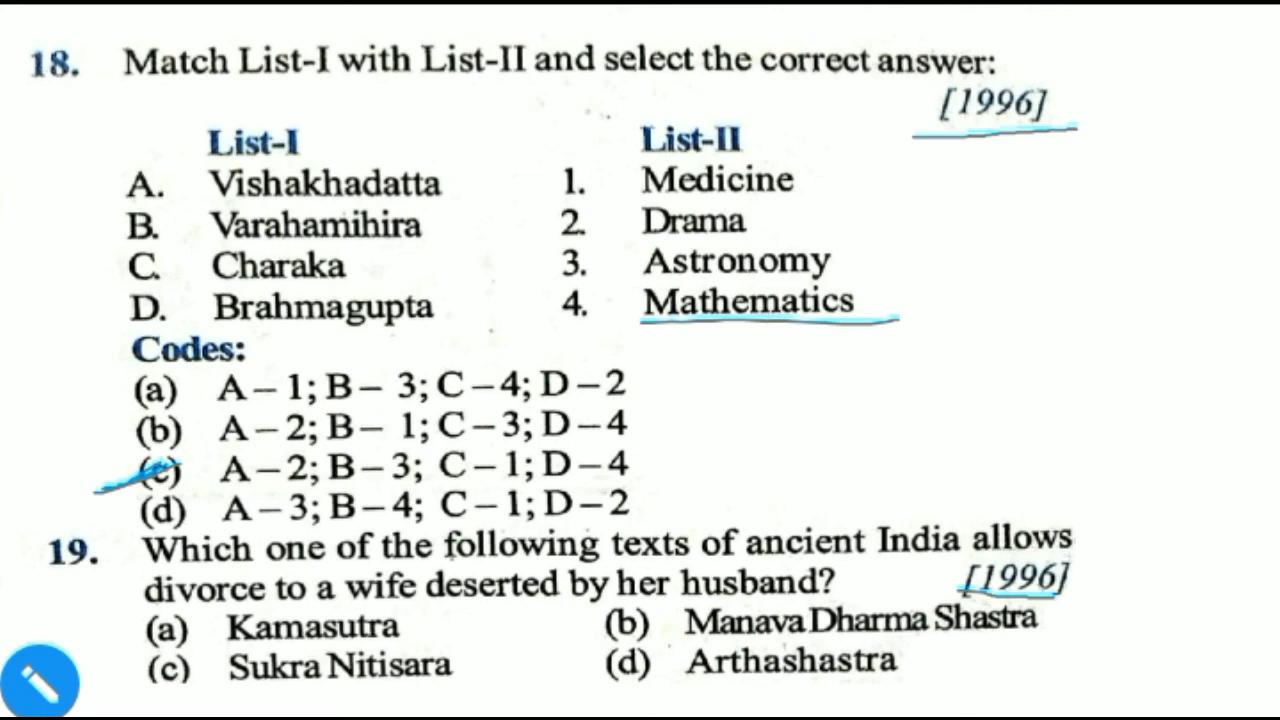 18. Match List-I with List-II and select the correct answer:
[1996]
List-I List-II
A. Vishakhadatta 1. Medicine
B. Varahamihira 2. Drama
C. Charaka 3. Astronomy
D. Brahmagupta 4. Mathematics
Codes:
(a) A – 1; B – 3; C – 4; D – 2
(b) A – 2; B – 1; C – 3; D – 4
(c) A – 2; B – 3; C – 1; D – 4
(d) A – 3; B – 4; C – 1; D – 2
19. Which one of the following texts of ancient India allows
divorce to a wife deserted by her husband? [1996]
(a) Kamasutra (b) Manava Dharma Shastra
(c) Sukra Nitisara (d) Arthashastra